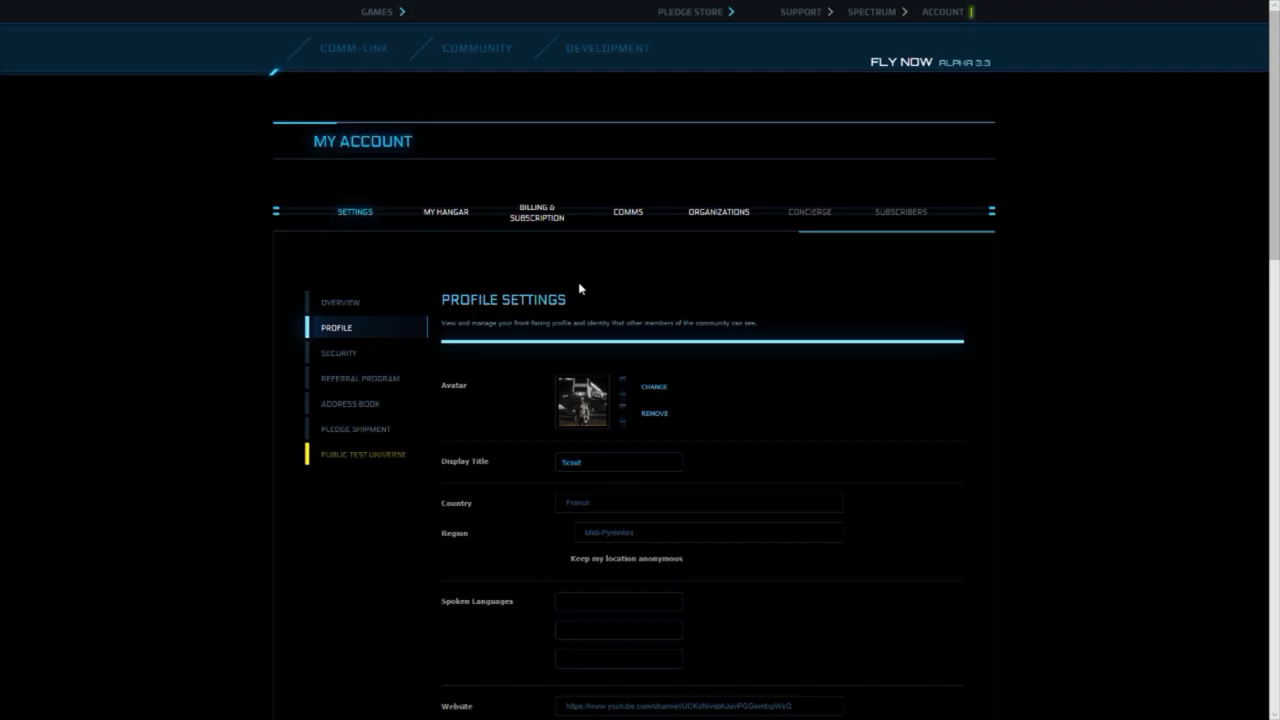 GAMES
PLEDGE STORE
SUPPORT
SPECTRUM
ACCOUNT
COMM-LINK
COMMUNITY
DEVELOPMENT
FLY NOW ALPHA 3.3
MY ACCOUNT
SETTINGS
MY HANGAR
BILLING &
SUBSCRIPTION
COMMS
ORGANIZATIONS
CONCIERGE
SUBSCRIBERS
OVERVIEW
PROFILE
SECURITY
REFERRAL PROGRAM
ADDRESS BOOK
PLEDGE SHIPMENT
PUBLIC TEST UNIVERSE
PROFILE SETTINGS
View and manage your front-facing profile and identity that other members of the community can see.
Avatar
CHANGE
REMOVE
Display Title
Scout
Country
France
Region
Midi-Pyrénées
Keep my location anonymous
Spoken Languages
Website